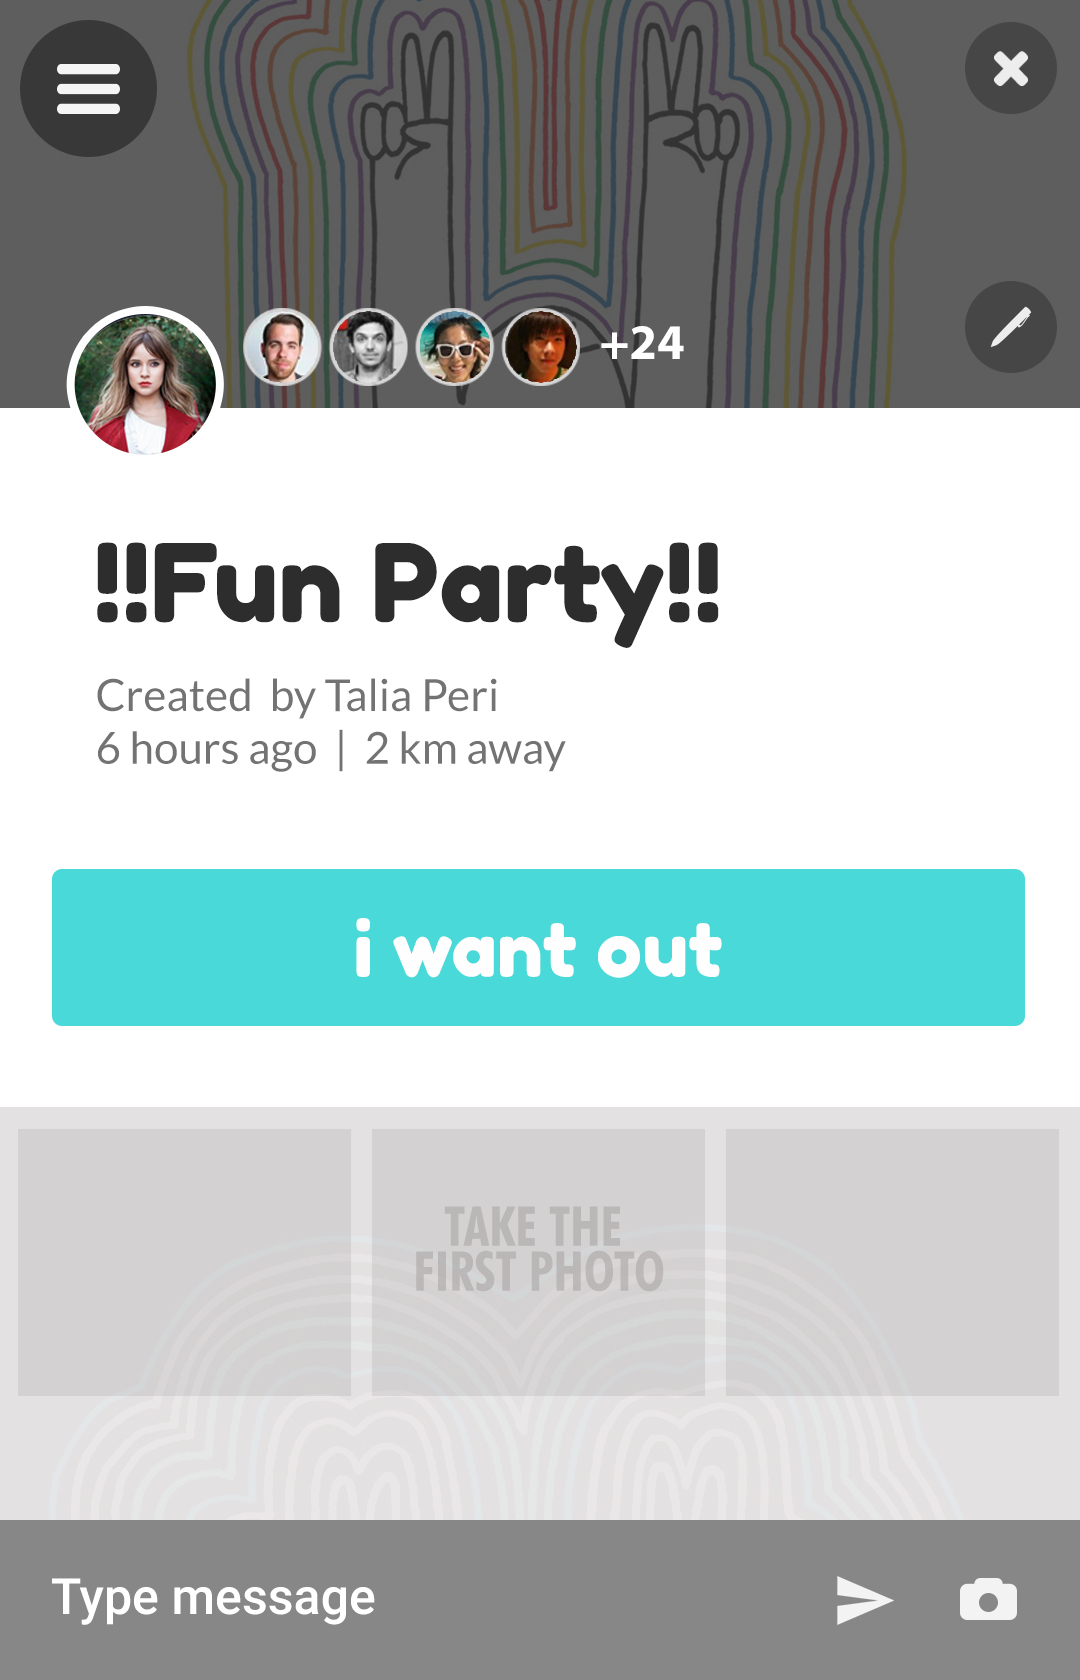 +24
!!Fun Party!!
Created by Talia Peri
6 hours ago | 2 km away
i want out
TAKE THE
FIRST PHOTO
Type message